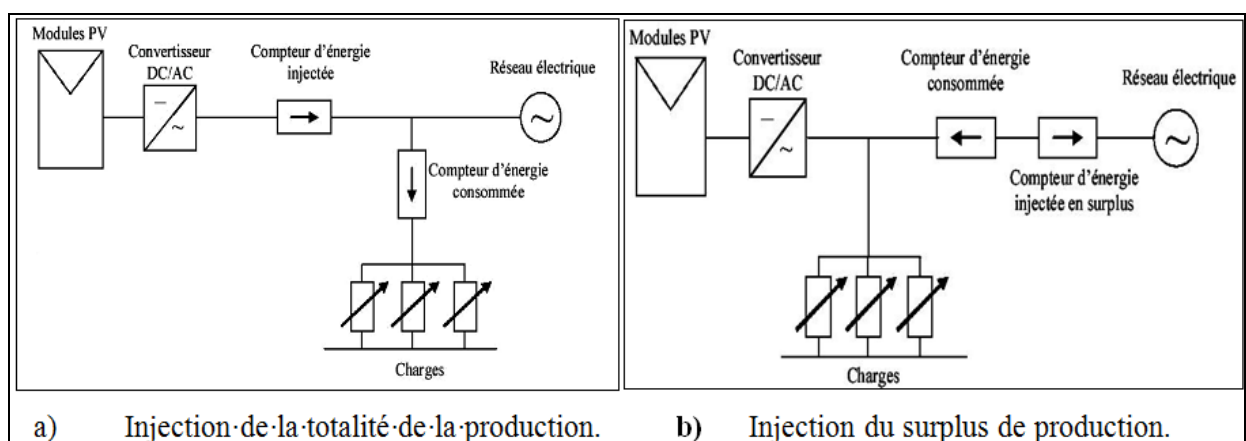 Modules PV
Convertisseur
DC/AC
Compteur d'énergie
injectée
Réseau électrique
Compteur d'énergie
consommée
Charges
a) Injection·de·la·totalité·de·la·production.
Modules PV
Convertisseur
DC/AC
Compteur d'énergie
consommée
Réseau électrique
Compteur d'énergie
injectée en surplus
Charges
b) Injection du surplus de production.